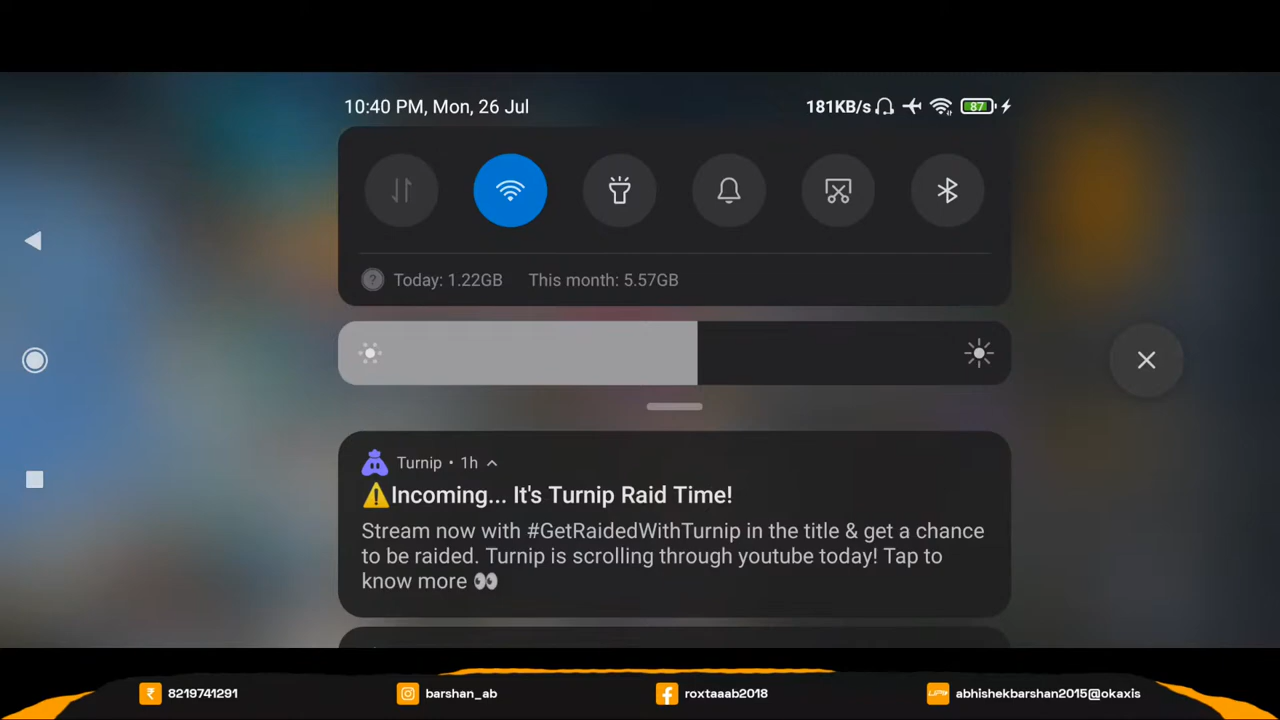 10:40 PM, Mon, 26 Jul 181KB/s 87
Today: 1.22GB This month: 5.57GB
Turnip • 1h
⚠️Incoming... It's Turnip Raid Time!
Stream now with #GetRaidedWithTurnip in the title & get a chance
to be raided. Turnip is scrolling through youtube today! Tap to
know more 👀
₹ 8219741291 barshan_ab roxtaaab2018 abhishekbarshan2015@okaxis